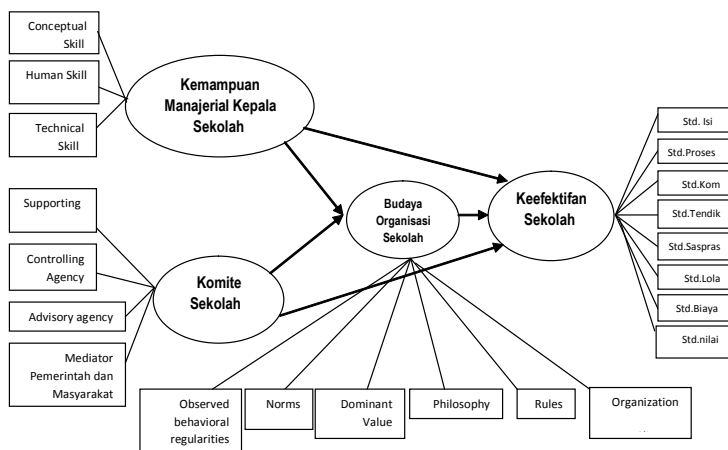 Conceptual
Skill
Human Skill
Technical
Skill
Kemampuan
Manajerial Kepala
Sekolah
Supporting
Controlling
Agency
Advisory agency
Mediator
Pemerintah dan
Masyarakat
Komite
Sekolah
Budaya
Organisasi
Sekolah
Keefektifan
Sekolah
Std. Isi
Std.Proses
Std.Kom
Std.Tendik
Std.Saspras
Std.Lola
Std.Biaya
Std.nilai
Observed
behavioral
regularities
Norms
Dominant
Value
Philosophy
Rules
Organization